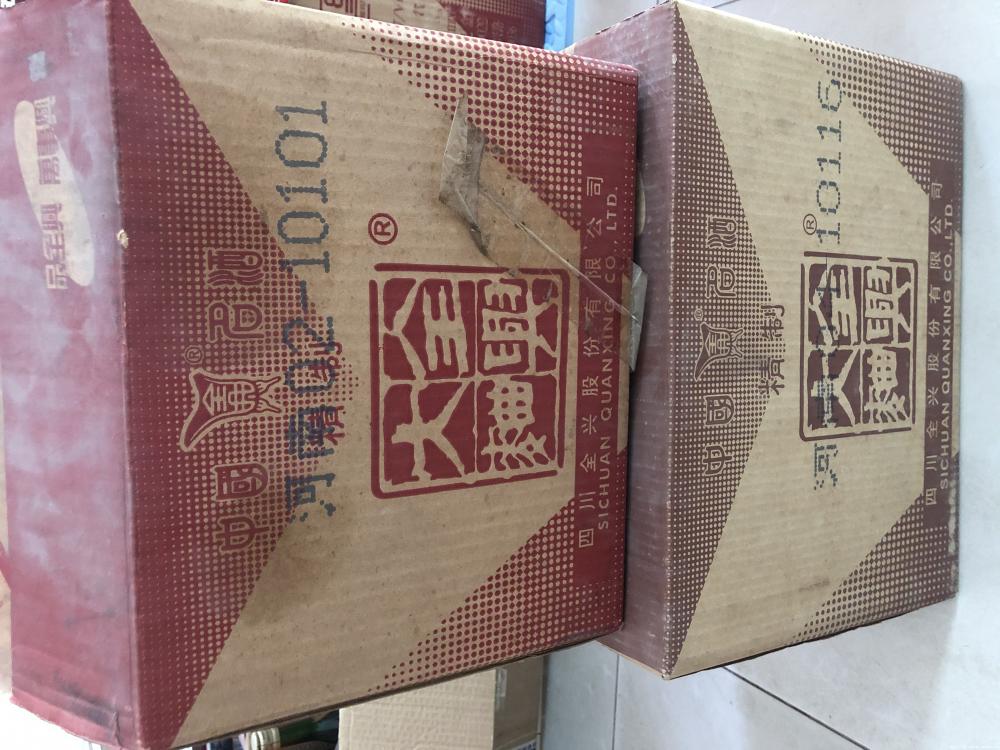 中國 ® 名酒
精制
河南02-10101
®
全興
大麯
四川全兴股份有限公司
SICHUAN QUANXING CO., LTD.
中國 ® 名酒
精制
10116
®
全興
大麯
四川全兴股份有限公司
SICHUAN QUANXING CO., LTD